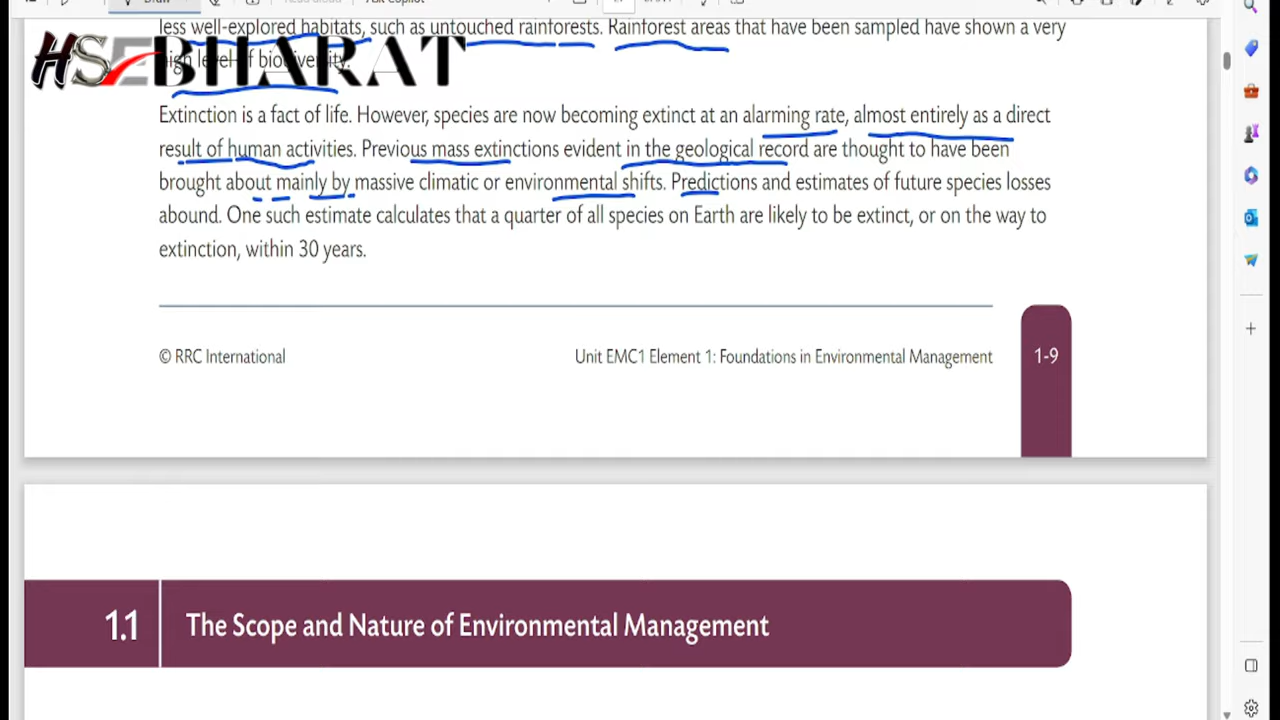 less well-explored habitats, such as untouched rainforests. Rainforest areas that have been sampled have shown a very
HSEBHARAT
high level of biodiversity.
Extinction is a fact of life. However, species are now becoming extinct at an alarming rate, almost entirely as a direct
result of human activities. Previous mass extinctions evident in the geological record are thought to have been
brought about mainly by massive climatic or environmental shifts. Predictions and estimates of future species losses
abound. One such estimate calculates that a quarter of all species on Earth are likely to be extinct, or on the way to
extinction, within 30 years.
© RRC International
Unit EMC1 Element 1: Foundations in Environmental Management
1-9
1.1
The Scope and Nature of Environmental Management